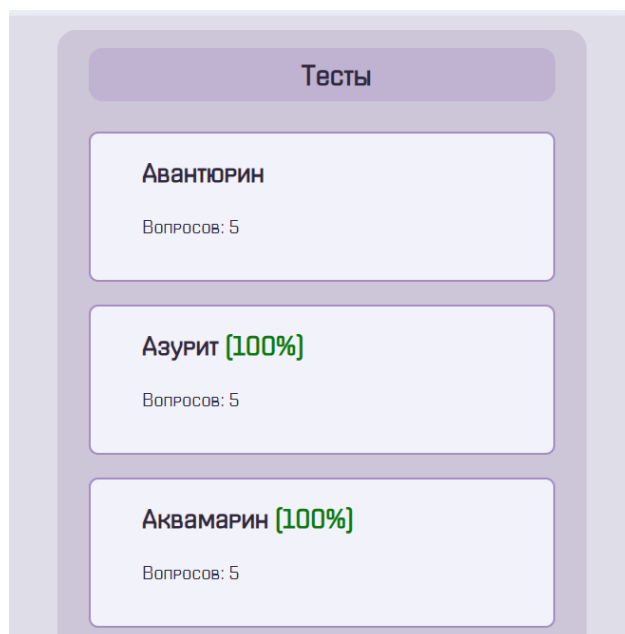 Тесты
Авантюрин
Вопросов: 5
Азурит (100%)
Вопросов: 5
Аквамарин (100%)
Вопросов: 5